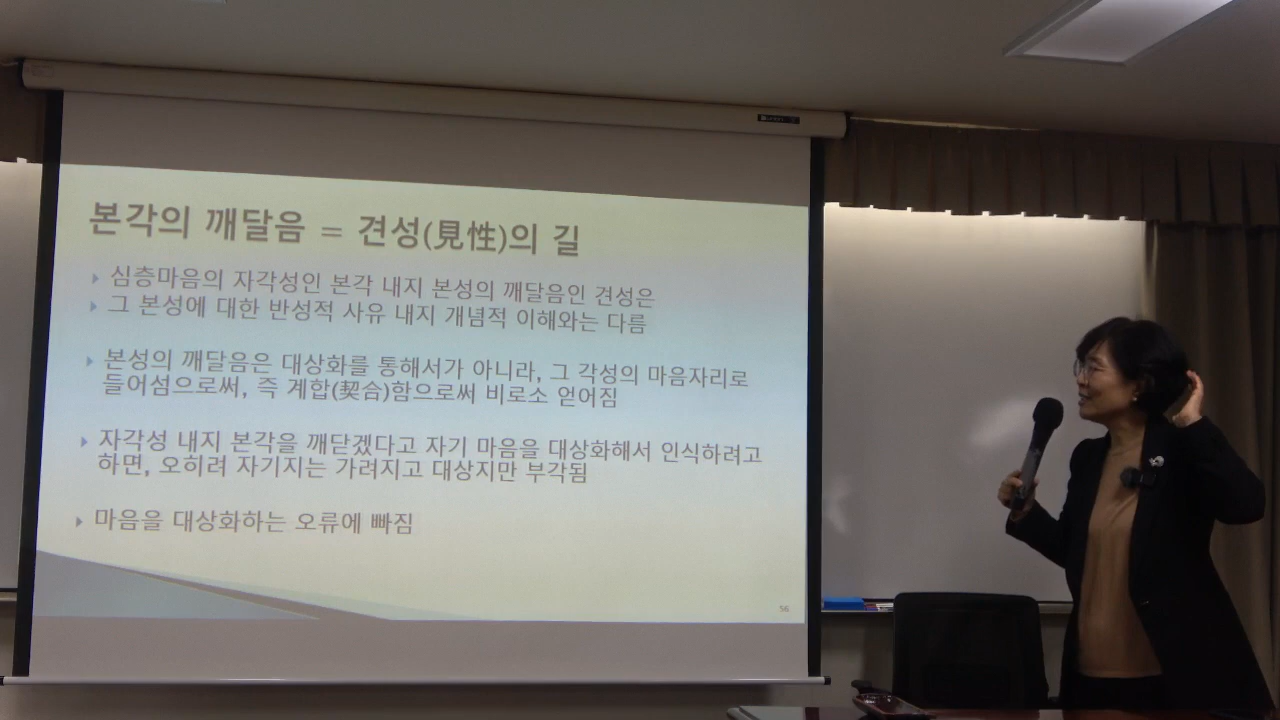 본각의 깨달음 = 견성(見性)의 길
심층마음의 자각성인 본각 내지 본성의 깨달음인 견성은
그 본성에 대한 반성적 사유 내지 개념적 이해와는 다름
본성의 깨달음은 대상화를 통해서가 아니라, 그 각성의 마음자리로
들어섬으로써, 즉 계합(契合)함으로써 비로소 얻어짐
자각성 내지 본각을 깨닫겠다고 자기 마음을 대상화해서 인식하려고
하면, 오히려 자기지는 가려지고 대상지만 부각됨
마음을 대상화하는 오류에 빠짐
56